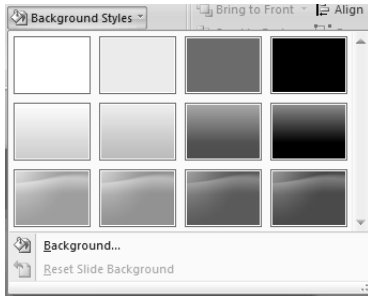 Background Styles
Bring to Front
Align
Background...
Reset Slide Background